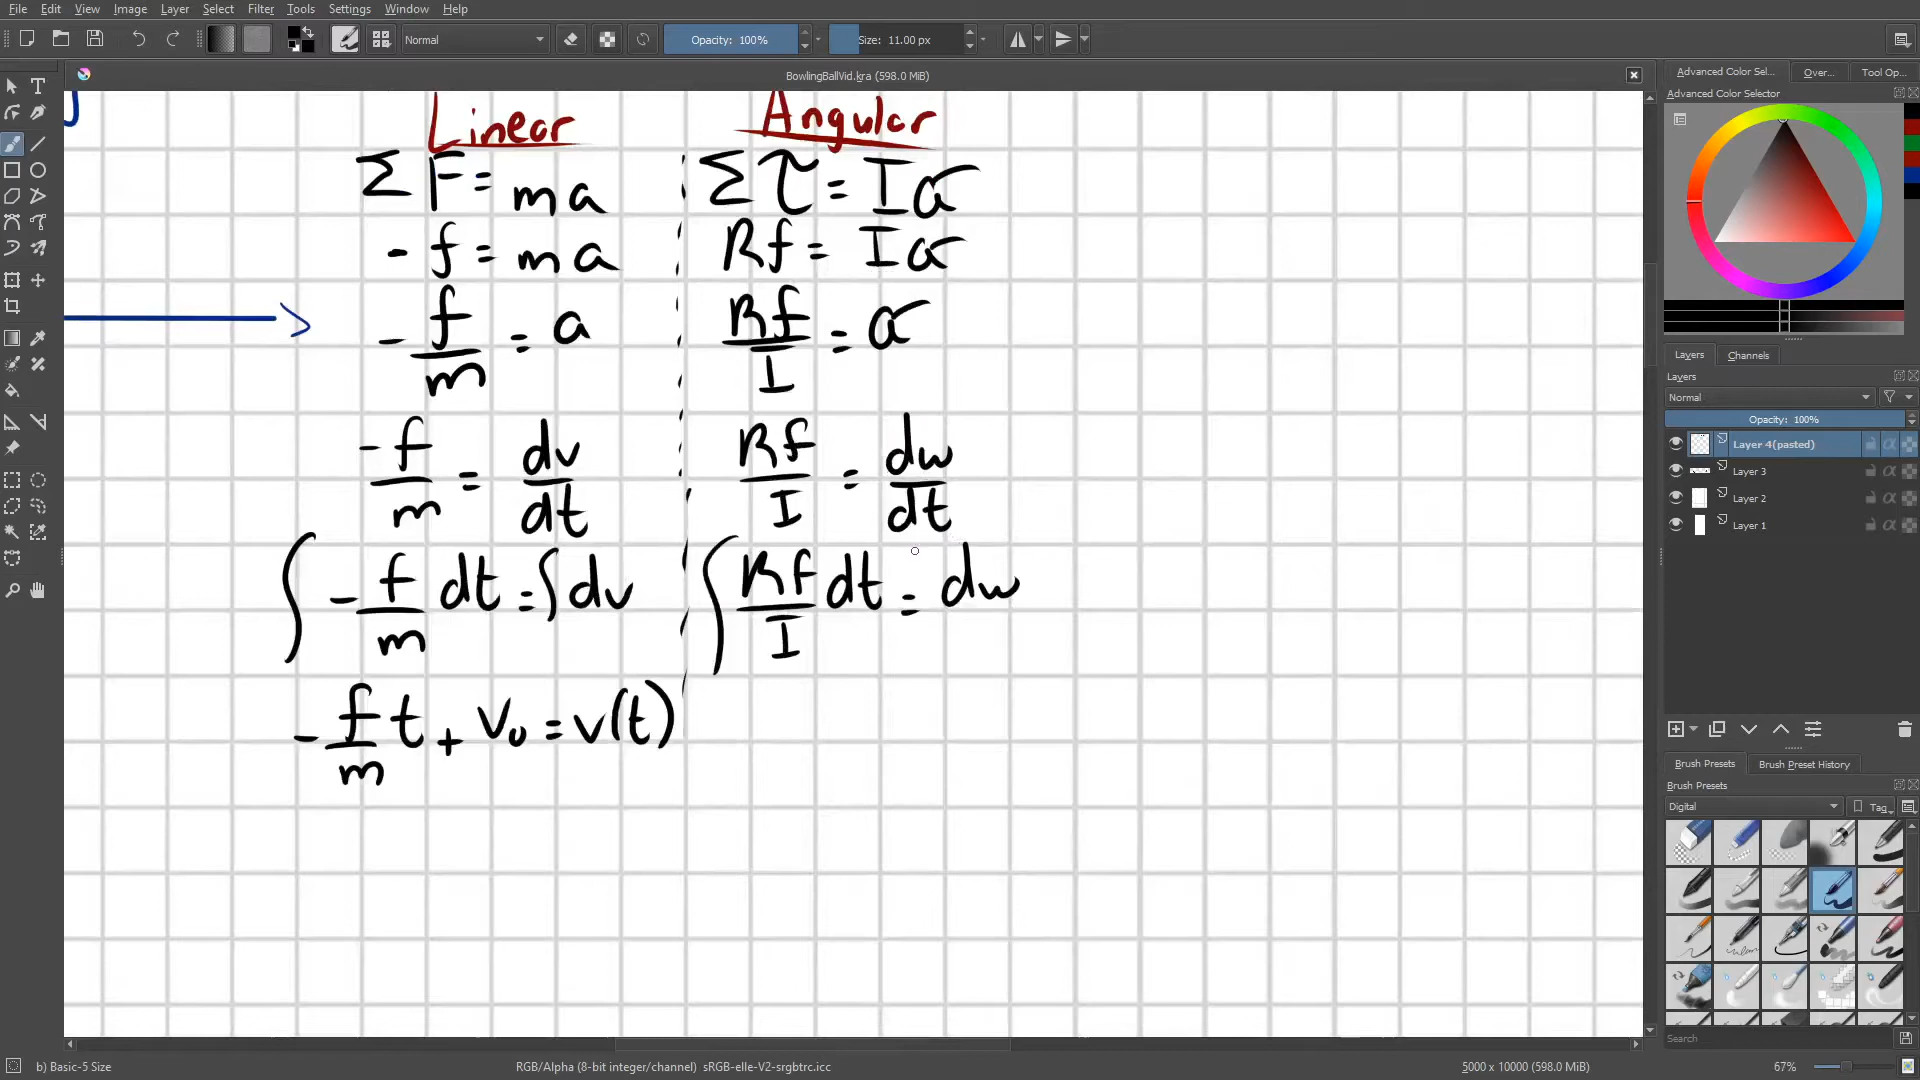 File Edit View Image Layer Select Filter Tools Settings Window Help
Normal
Opacity: 100%
Size: 11.00 px
BowlingBallVid.kra (598.0 MiB)
Linear
ΣF = ma
-f = ma
-f/m = a
-f/m = dv/dt
∫ -f/m dt = ∫ dv
-f/m t + v₀ = v(t)
Angular
Στ = Iα
Rf = Iα
Rf/I = α
Rf/I = dw/dt
∫ Rf/I dt = dw
Advanced Color Sel... Over... Tool Op...
Advanced Color Selector
Layers Channels
Layers
Normal
Opacity: 100%
Layer 4(pasted)
Layer 3
Layer 2
Layer 1
Brush Presets Brush Preset History
Brush Presets
Digital
Tag
Search
b) Basic-5 Size
RGB/Alpha (8-bit integer/channel) sRGB-elle-V2-srgbtrc.icc
5000 x 10000 (598.0 MiB)
67%